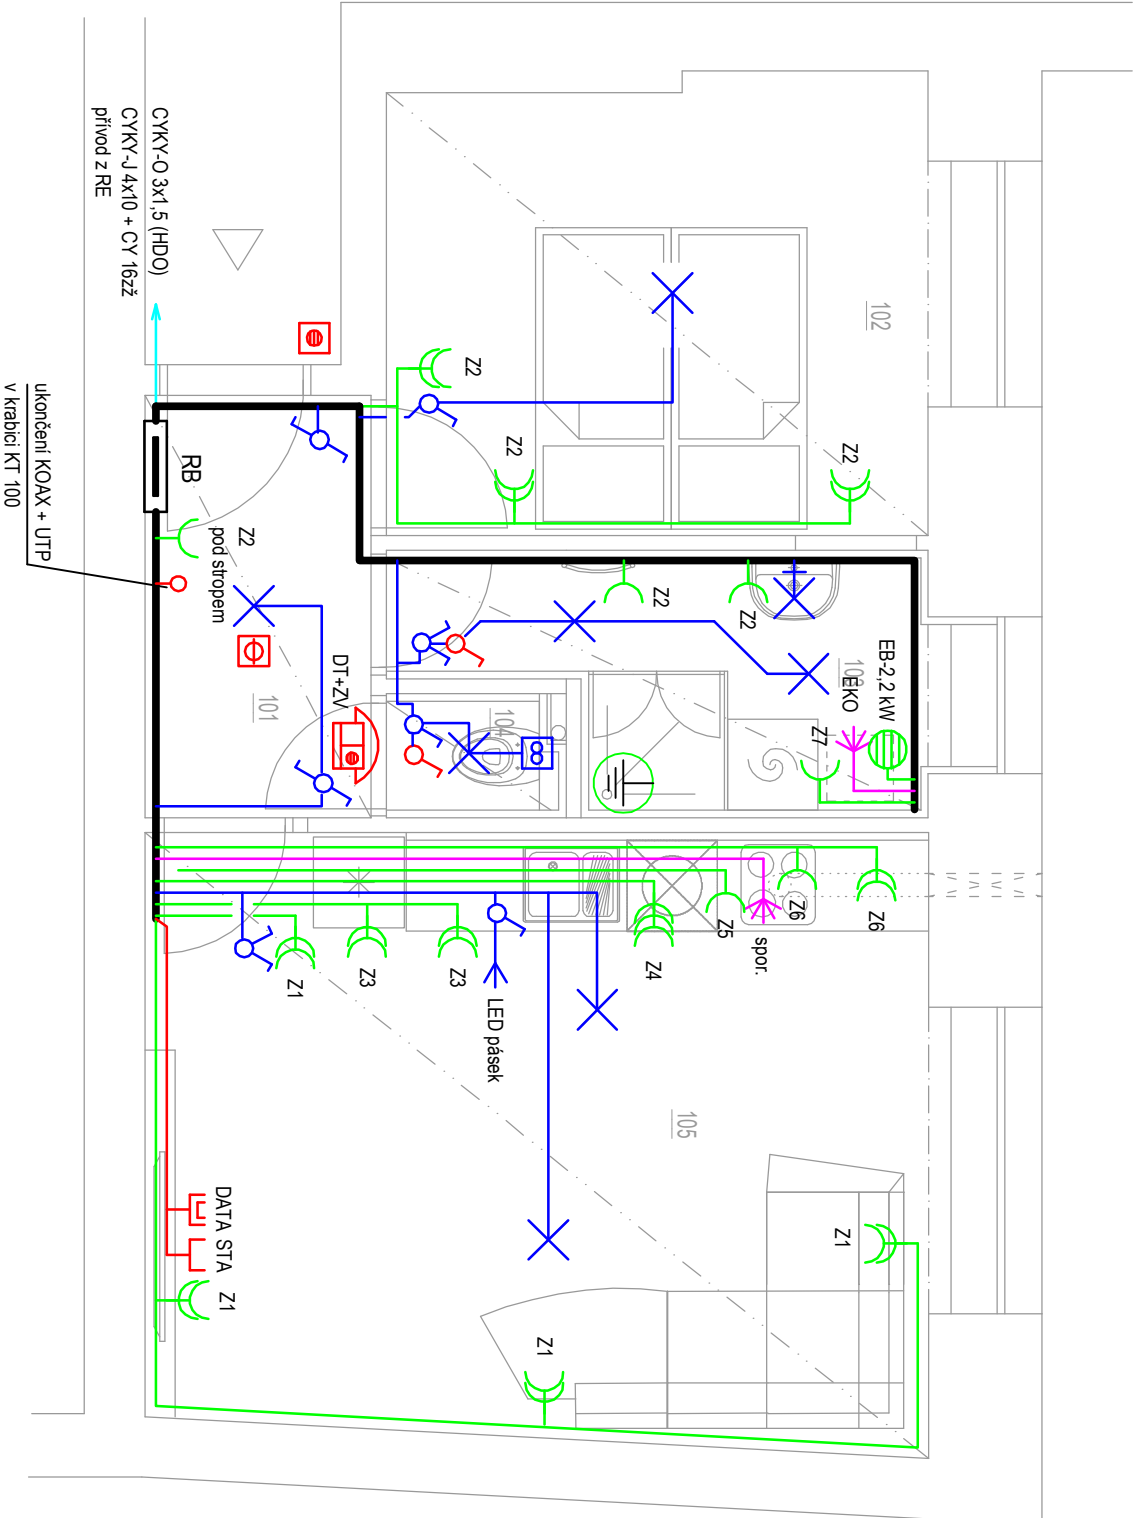 CYKY-O 3x1,5 (HDO)
CYKY-J 4x10 + CY 16zž
přívod z RE
ukončení KOAX + UTP
v krabici KT 100
RB
Z2
pod stropem
DT+ZV
101
102
Z2
Z2
Z2
Z2
Z2
103
EB-2,2 kW
EKO
Z7
104
Z6
Z6
Z5
spor.
Z4
Z3
Z3
Z1
LED pásek
105
DATA STA
Z1
Z1
Z1